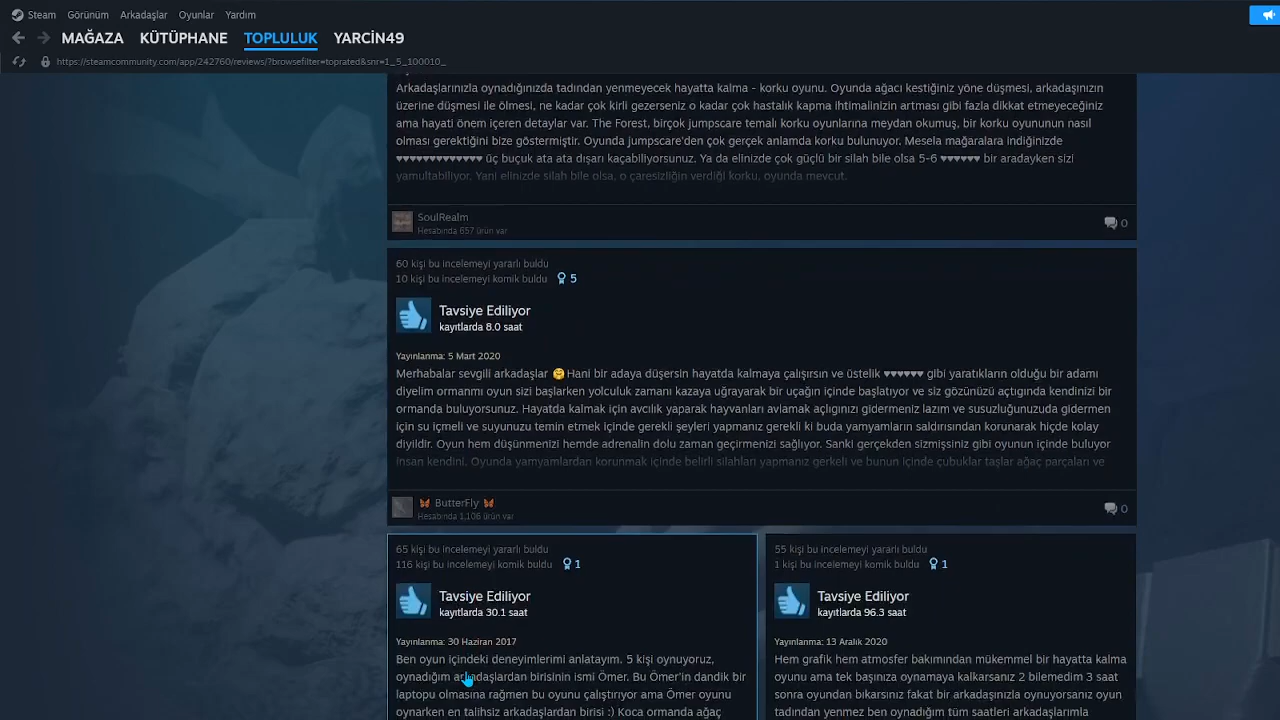 Steam Görünüm Arkadaşlar Oyunlar Yardım
MAĞAZA KÜTÜPHANE TOPLULUK YARCİN49
https://steamcommunity.com/app/242760/reviews/?browsefilter=toprated&snr=1_5_100010_
Arkadaşlarınızla oynadığınızda tadından yenmeyecek hayatta kalma - korku oyunu. Oyunda ağacı kestiğiniz yöne düşmesi, arkadaşınızın
üzerine düşmesi ile ölmesi, ne kadar çok kirli gezerseniz o kadar çok hastalık kapma ihtimalinizin artması gibi fazla dikkat etmeyeceğiniz
ama hayati önem içeren detaylar var. The Forest, birçok jumpscare temalı korku oyunlarına meydan okumuş, bir korku oyununun nasıl
olması gerektiğini bize göstermiştir. Oyunda jumpscare'den çok gerçek anlamda korku bulunuyor. Mesela mağaralara indiğinizde
♥♥♥♥♥♥♥♥♥♥♥♥♥ üç buçuk ata ata dışarı kaçabiliyorsunuz. Ya da elinizde çok güçlü bir silah bile olsa 5-6 ♥♥♥♥♥♥ bir aradayken sizi
yamultabiliyor. Yani elinizde silah bile olsa, o çaresizliğin verdiği korku, oyunda mevcut.
SoulRealm
Hesabında 657 ürün var
0
60 kişi bu incelemeyi yararlı buldu
10 kişi bu incelemeyi komik buldu 5
Tavsiye Ediliyor
kayıtlarda 8.0 saat
Yayınlanma: 5 Mart 2020
Merhabalar sevgili arkadaşlar 🤗Hani bir adaya düşersin hayatda kalmaya çalışırsın ve üstelik ♥♥♥♥♥♥ gibi yaratıkların olduğu bir adamı
diyelim ormanmı oyun sizi başlarken yolculuk zamanı kazaya uğrayarak bir uçağın içinde başlatıyor ve siz gözünüzü açtığında kendinizi bir
ormanda buluyorsunuz. Hayatda kalmak için avcılık yaparak hayvanları avlamak açlıgınızı gidermeniz lazım ve susuzluğunuzuda gidermen
için su içmeli ve suyunuzu temin etmek içinde gerekli şeyleri yapmanız gerekli ki buda yamyamların saldırısından korunarak hiçde kolay
diyildir. Oyun hem düşünmenizi hemde adrenalin dolu zaman geçirmenizi sağlıyor. Sanki gerçekden sizmişsiniz gibi oyunun içinde buluyor
insan kendini. Oyunda yamyamlardan korunmak içinde belirli silahları yapmanız gerkeli ve bunun içinde çubuklar taşlar ağaç parçaları ve
🦋 ButterFly 🦋
Hesabında 1,106 ürün var
0
65 kişi bu incelemeyi yararlı buldu
116 kişi bu incelemeyi komik buldu 1
Tavsiye Ediliyor
kayıtlarda 30.1 saat
Yayınlanma: 30 Haziran 2017
Ben oyun içindeki deneyimlerimi anlatayım. 5 kişi oynuyoruz,
oynadığım arkadaşlardan birisinin ismi Ömer. Bu Ömer'in dandik bir
laptopu olmasına rağmen bu oyunu çalıştırıyor ama Ömer oyunu
oynarken en talihsiz arkadaşlardan birisi :) Koca ormanda ağaç
55 kişi bu incelemeyi yararlı buldu
1 kişi bu incelemeyi komik buldu 1
Tavsiye Ediliyor
kayıtlarda 96.3 saat
Yayınlanma: 13 Aralık 2020
Hem grafik hem atmosfer bakımından mükemmel bir hayatta kalma
oyunu ama tek başınıza oynamaya kalkarsanız 2 bilemedim 3 saat
sonra oyundan bıkarsınız fakat bir arkadaşınızla oynuyorsanız oyun
tadından yenmez ben oynadığım tüm saatleri arkadaşlarımla